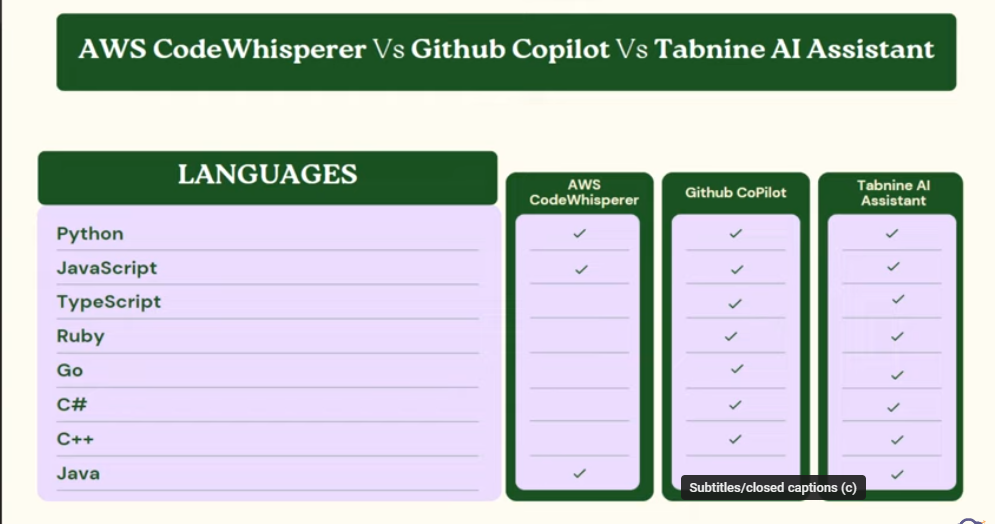 AWS CodeWhisperer Vs Github Copilot Vs Tabnine AI Assistant
LANGUAGES
AWS
CodeWhisperer
Github CoPilot
Tabnine AI
Assistant
Python ✓ ✓ ✓
JavaScript ✓ ✓ ✓
TypeScript ✓ ✓
Ruby ✓ ✓
Go ✓ ✓
C# ✓ ✓
C++ ✓ ✓
Java ✓ ✓
Subtitles/closed captions (c)